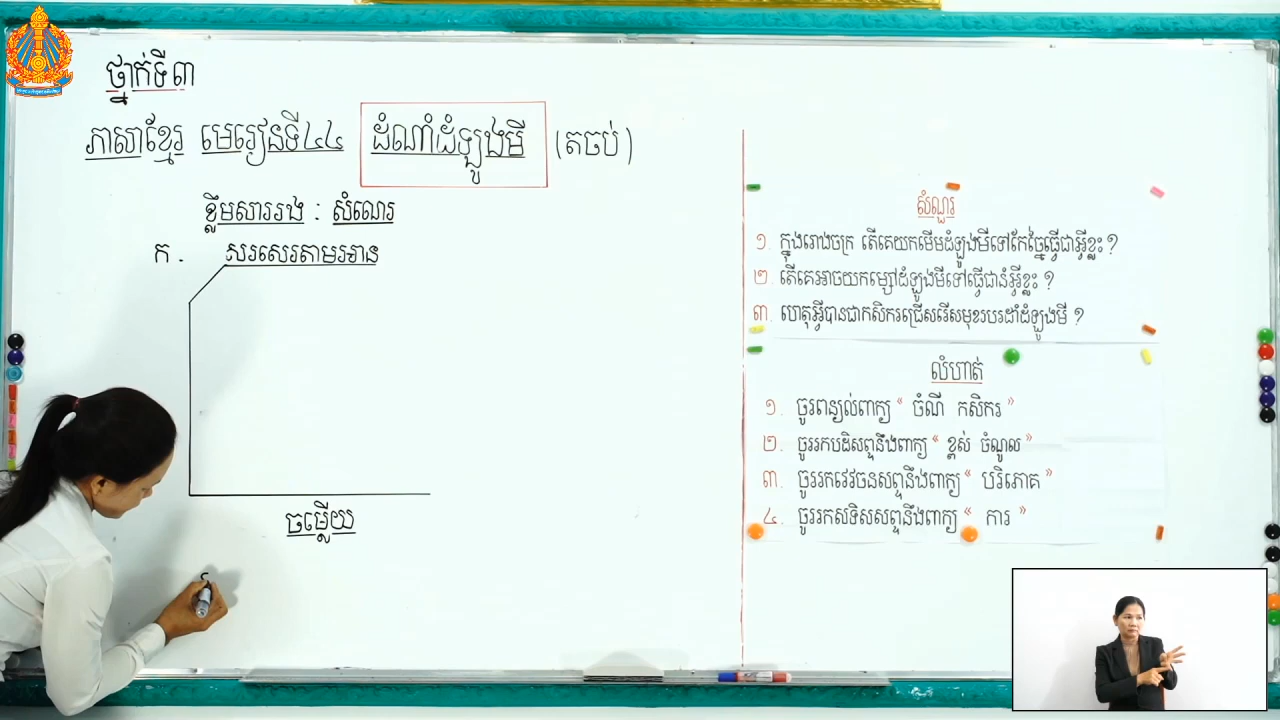 ថ្នាក់ទី៣
ភាសាខ្មែរ មេរៀនទី៤៤ ដំណាំដំឡូងមី (តចប់)
ខ្លឹមសាររង : សំណេរ
ក. សរសេរតាមអាន
ចម្លើយ
សំណួរ
១. ក្នុងរោងចក្រ តើគេយកមើមដំឡូងមីទៅកែច្នៃធ្វើជាអ្វីខ្លះ?
២. តើគេអាចយកម្សៅដំឡូងមីទៅធ្វើជានំអ្វីខ្លះ ?
៣. ហេតុអ្វីបានជាកសិករជ្រើសរើសមុខរបរដាំដំឡូងមី ?
លំហាត់
១. ចូរពន្យល់ពាក្យ “ ចំណី កសិករ ”
២. ចូររកបដិសព្ទនឹងពាក្យ “ ខ្ពស់ ចំណូល ”
៣. ចូររកវេវចនសព្ទនឹងពាក្យ “ បរិភោគ ”
៤. ចូររកសទិសសព្ទនឹងពាក្យ “ ការ ”